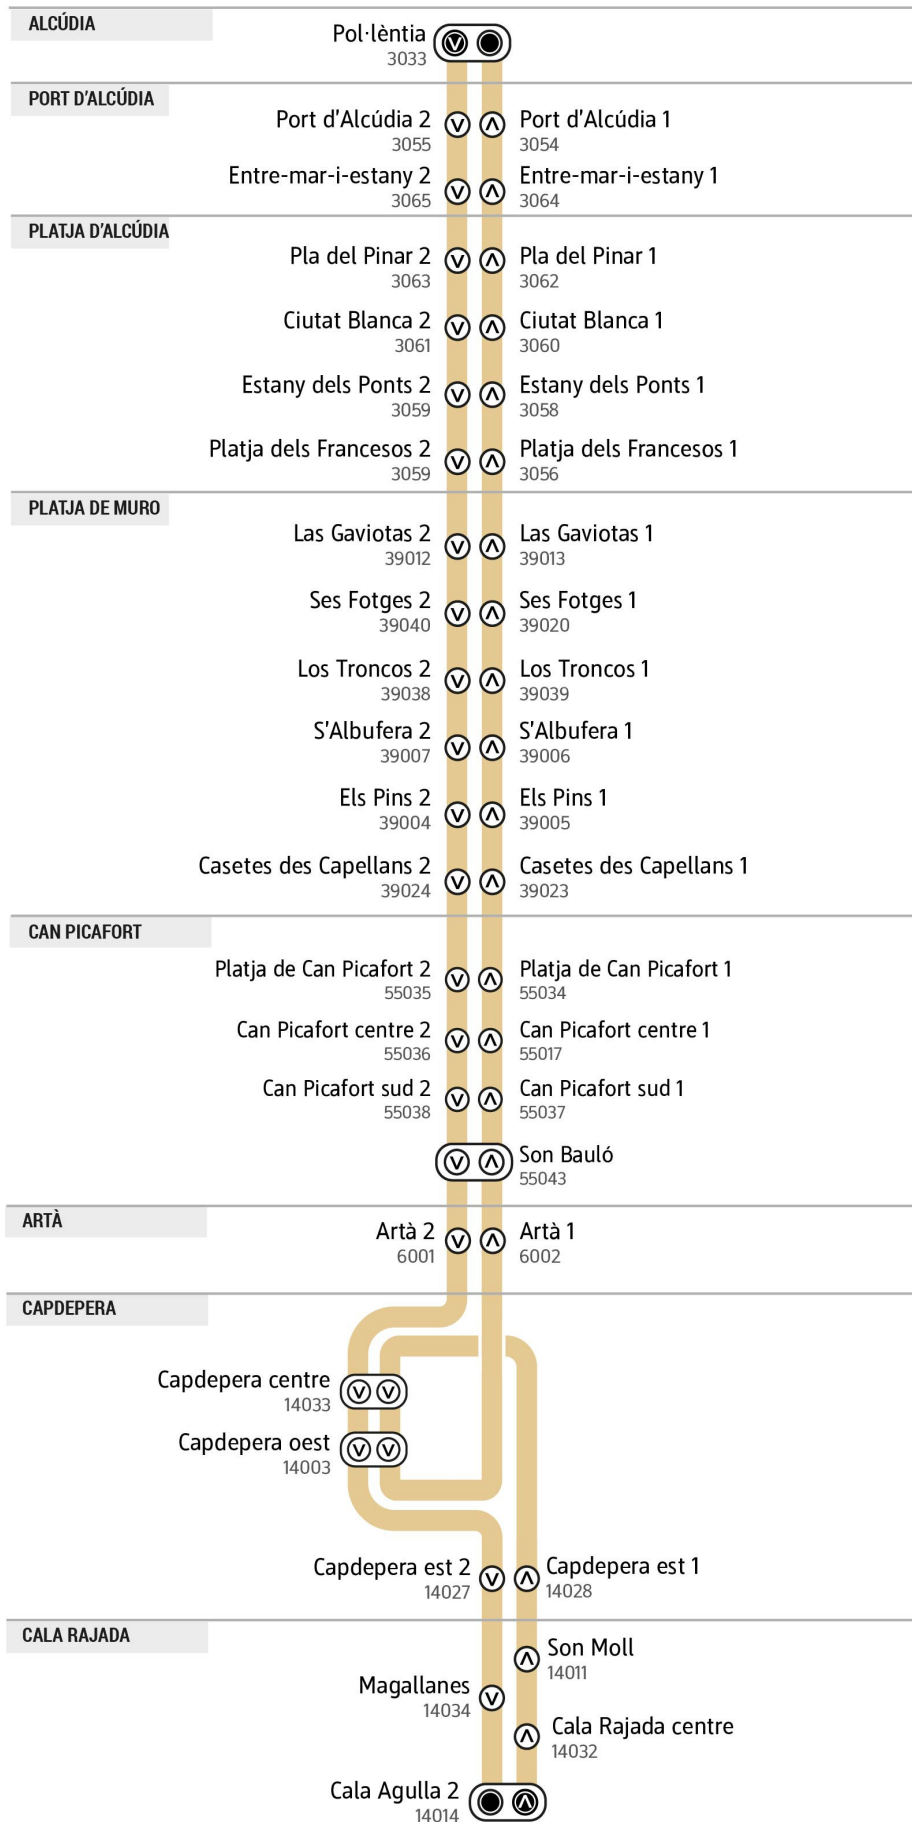 ALCÚDIA
Pol·lèntia
3033
PORT D'ALCÚDIA
Port d'Alcúdia 2
3055
Port d'Alcúdia 1
3054
Entre-mar-i-estany 2
3065
Entre-mar-i-estany 1
3064
PLATJA D'ALCÚDIA
Pla del Pinar 2
3063
Pla del Pinar 1
3062
Ciutat Blanca 2
3061
Ciutat Blanca 1
3060
Estany dels Ponts 2
3059
Estany dels Ponts 1
3058
Platja dels Francesos 2
3059
Platja dels Francesos 1
3056
PLATJA DE MURO
Las Gaviotas 2
39012
Las Gaviotas 1
39013
Ses Fotges 2
39040
Ses Fotges 1
39020
Los Troncos 2
39038
Los Troncos 1
39039
S'Albufera 2
39007
S'Albufera 1
39006
Els Pins 2
39004
Els Pins 1
39005
Casetes des Capellans 2
39024
Casetes des Capellans 1
39023
CAN PICAFORT
Platja de Can Picafort 2
55035
Platja de Can Picafort 1
55034
Can Picafort centre 2
55036
Can Picafort centre 1
55017
Can Picafort sud 2
55038
Can Picafort sud 1
55037
Son Bauló
55043
ARTÀ
Artà 2
6001
Artà 1
6002
CAPDEPERA
Capdepera centre
14033
Capdepera oest
14003
Capdepera est 2
14027
Capdepera est 1
14028
CALA RAJADA
Son Moll
14011
Magallanes
14034
Cala Rajada centre
14032
Cala Agulla 2
14014